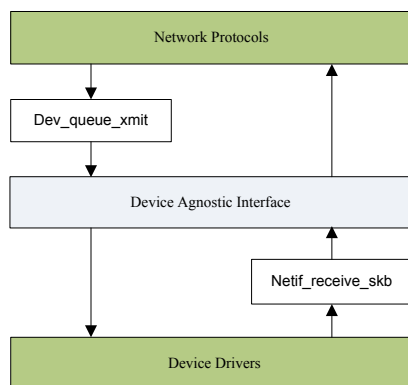 Network Protocols
Dev_queue_xmit
Device Agnostic Interface
Netif_receive_skb
Device Drivers